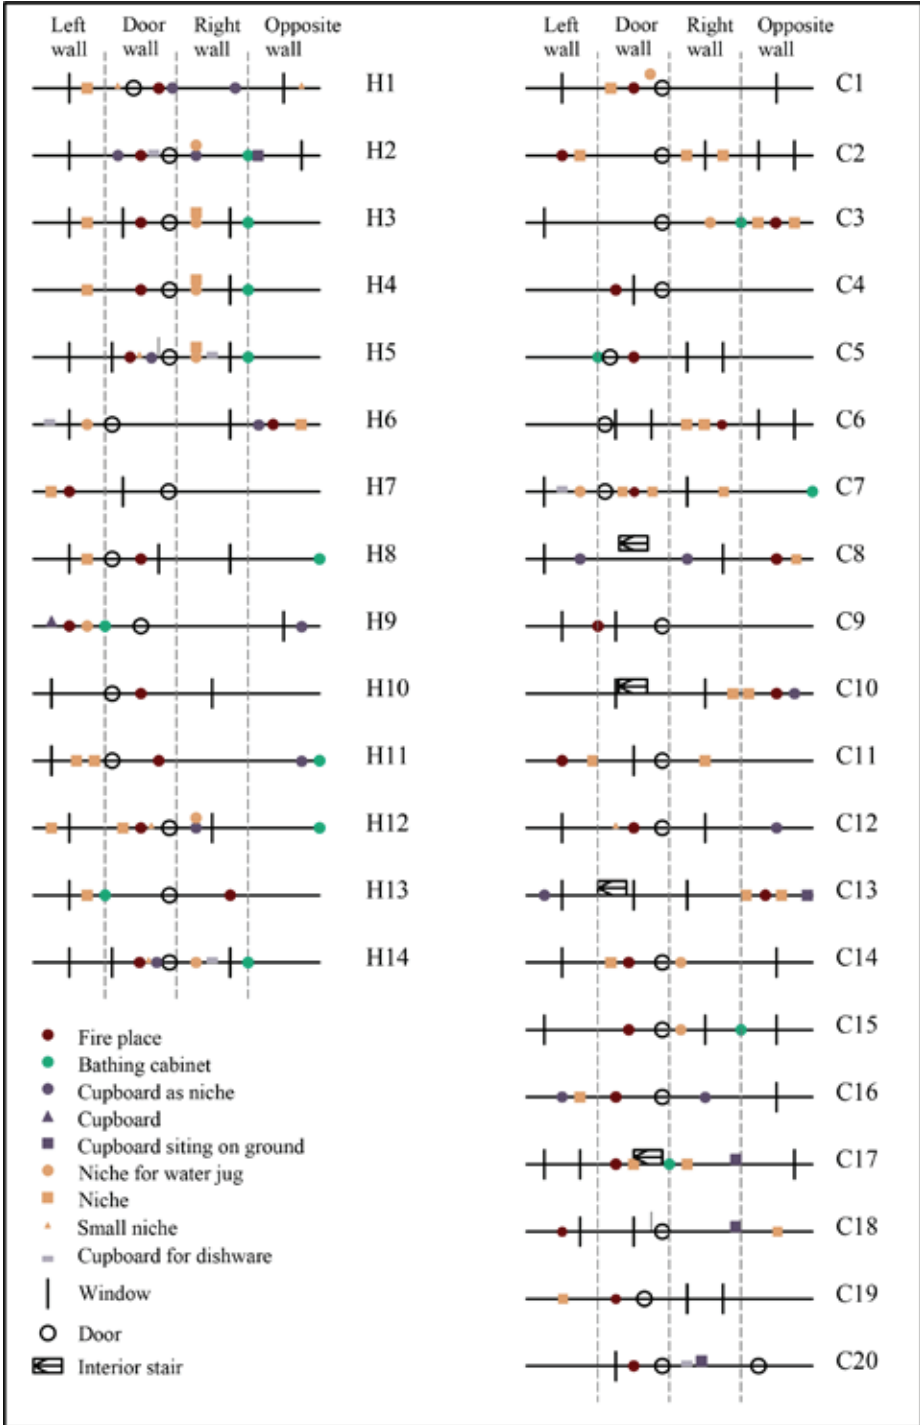 Left wall
Door wall
Right wall
Opposite wall
H1
H2
H3
H4
H5
H6
H7
H8
H9
H10
H11
H12
H13
H14
Fire place
Bathing cabinet
Cupboard as niche
Cupboard
Cupboard siting on ground
Niche for water jug
Niche
Small niche
Cupboard for dishware
Window
Door
Interior stair
Left wall
Door wall
Right wall
Opposite wall
C1
C2
C3
C4
C5
C6
C7
C8
C9
C10
C11
C12
C13
C14
C15
C16
C17
C18
C19
C20